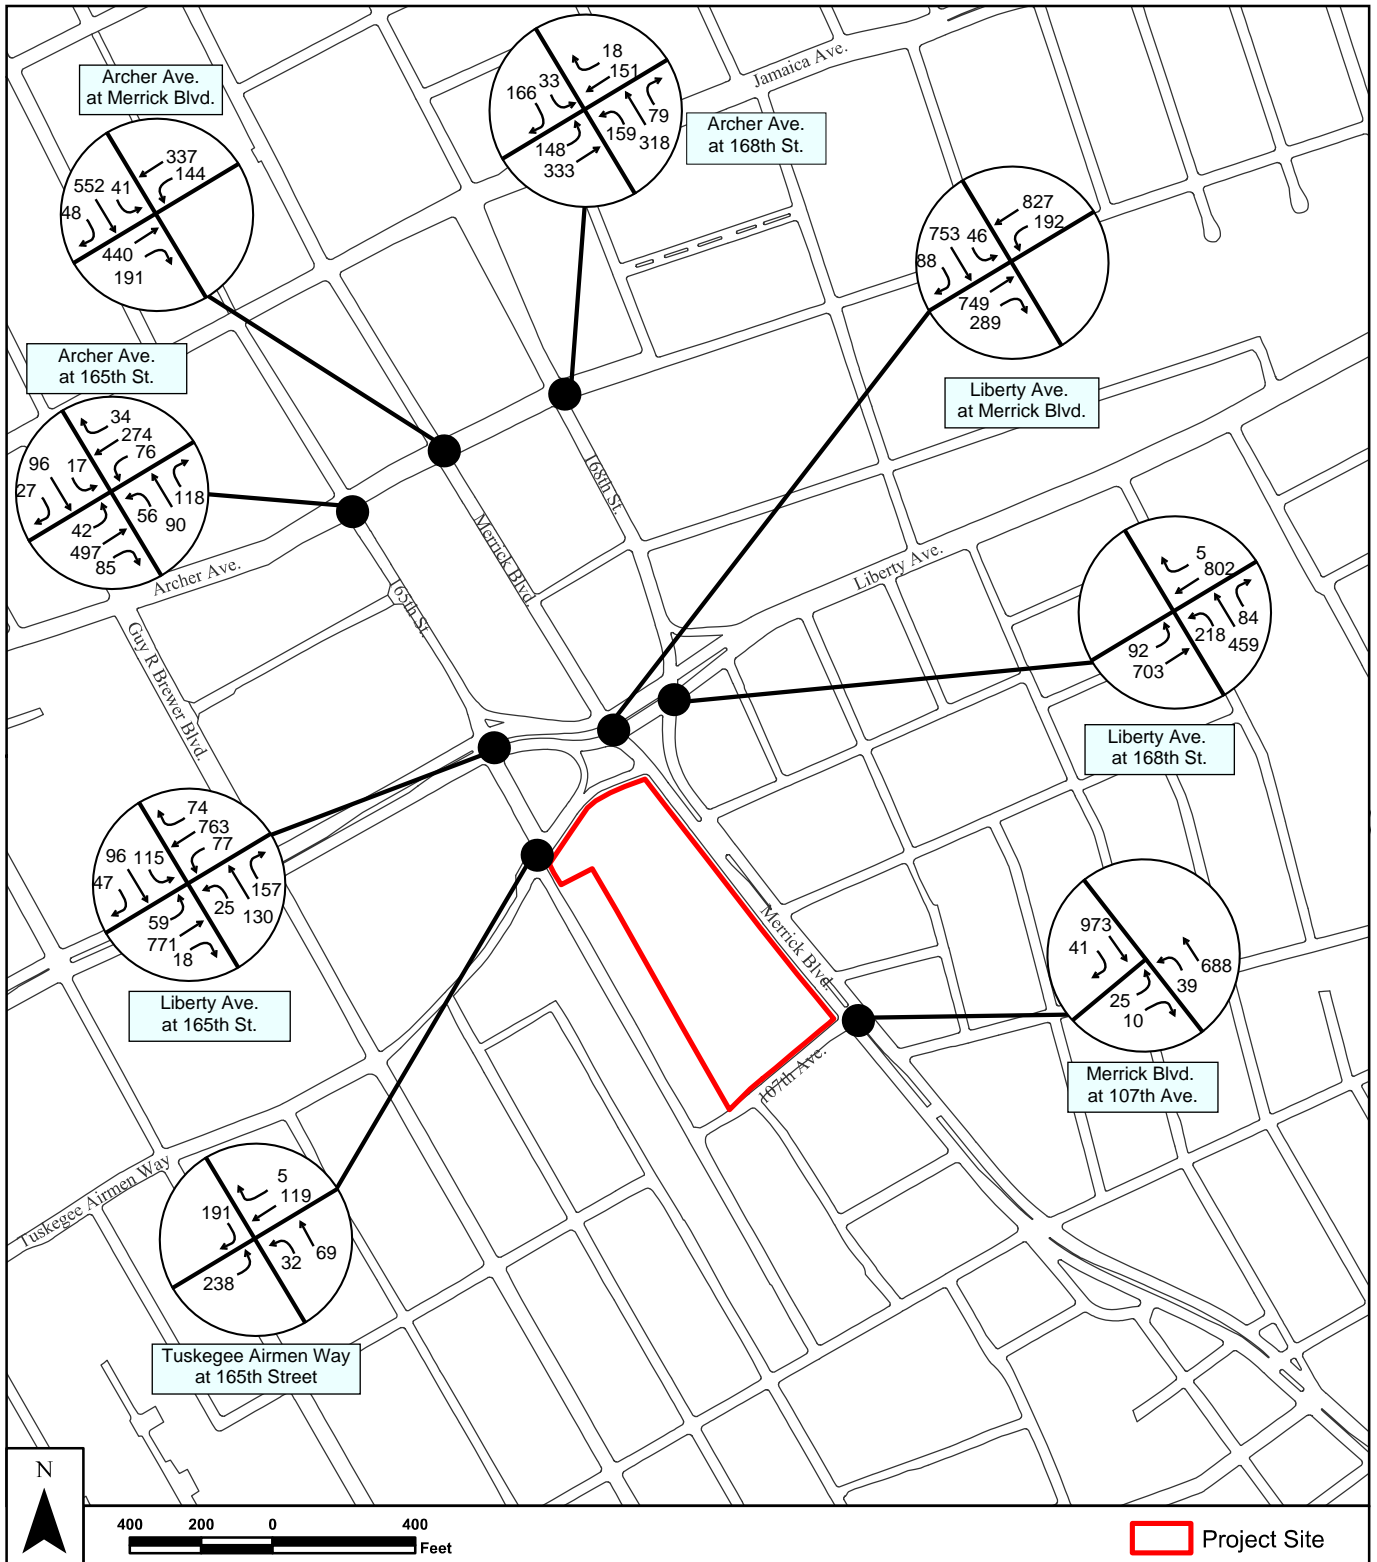 Archer Ave.
at Merrick Blvd.
337
144
552 41
48
440
191
18
151
166 33
79
159 318
148
333
Archer Ave.
at 168th St.
Jamaica Ave.
827
192
753 46
88
749
289
Liberty Ave.
at Merrick Blvd.
Archer Ave.
at 165th St.
34
274
76
96 17
27
118
56 90
42
497
85
168th St.
Merrick Blvd.
165th St.
Archer Ave.
Guy R Brewer Blvd.
Liberty Ave.
5
802
84
218 459
92
703
Liberty Ave.
at 168th St.
74
763
77
96 115
47
157
25 130
59
771
18
Liberty Ave.
at 165th St.
Merrick Blvd.
107th Ave.
973
41
688
39
25
10
Merrick Blvd.
at 107th Ave.
Tuskegee Airmen Way
5
119
191
69
32
238
Tuskegee Airmen Way
at 165th Street
N
400 200 0 400
Feet
Project Site